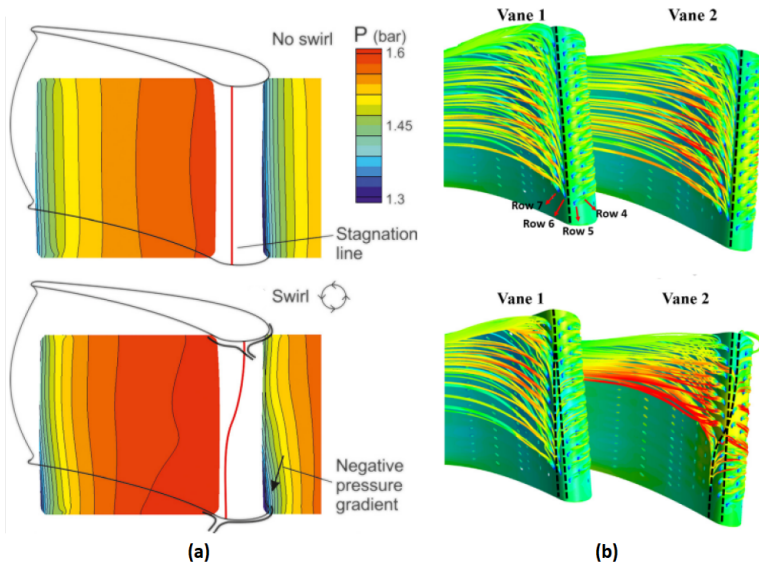 No swirl
P (bar)
1.6
1.45
1.3
Stagnation
line
Swirl
Negative
pressure
gradient
(a)
Vane 1
Vane 2
Row 7
Row 6
Row 5
Row 4
Vane 1
Vane 2
(b)